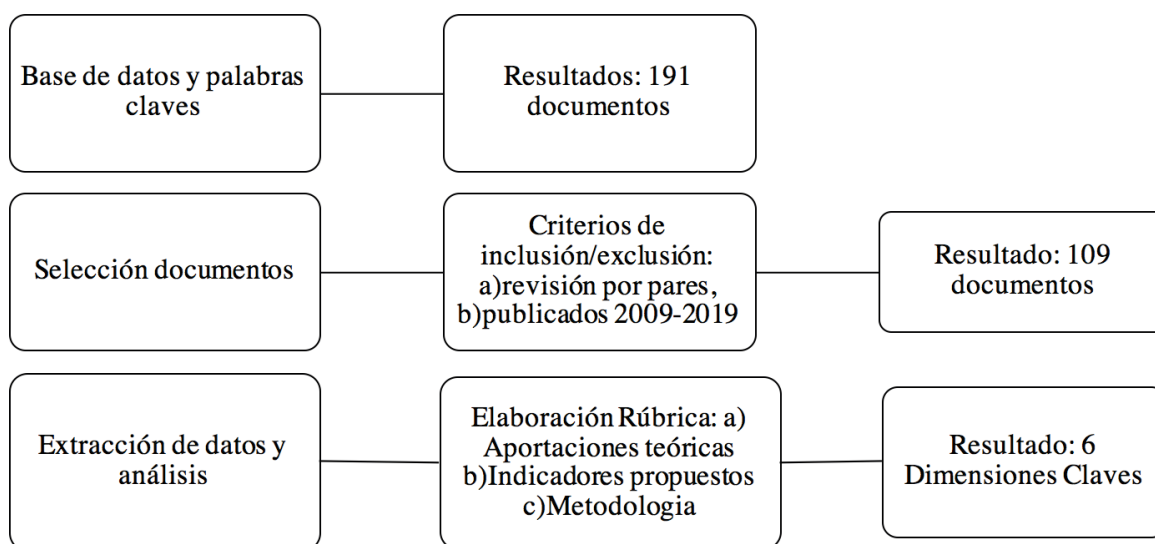 Base de datos y palabras
claves
Resultados: 191
documentos
Selección documentos
Criterios de
inclusión/exclusión:
a)revisión por pares,
b)publicados 2009-2019
Resultado: 109
documentos
Extracción de datos y
análisis
Elaboración Rúbrica: a)
Aportaciones teóricas
b)Indicadores propuestos
c)Metodologia
Resultado: 6
Dimensiones Claves